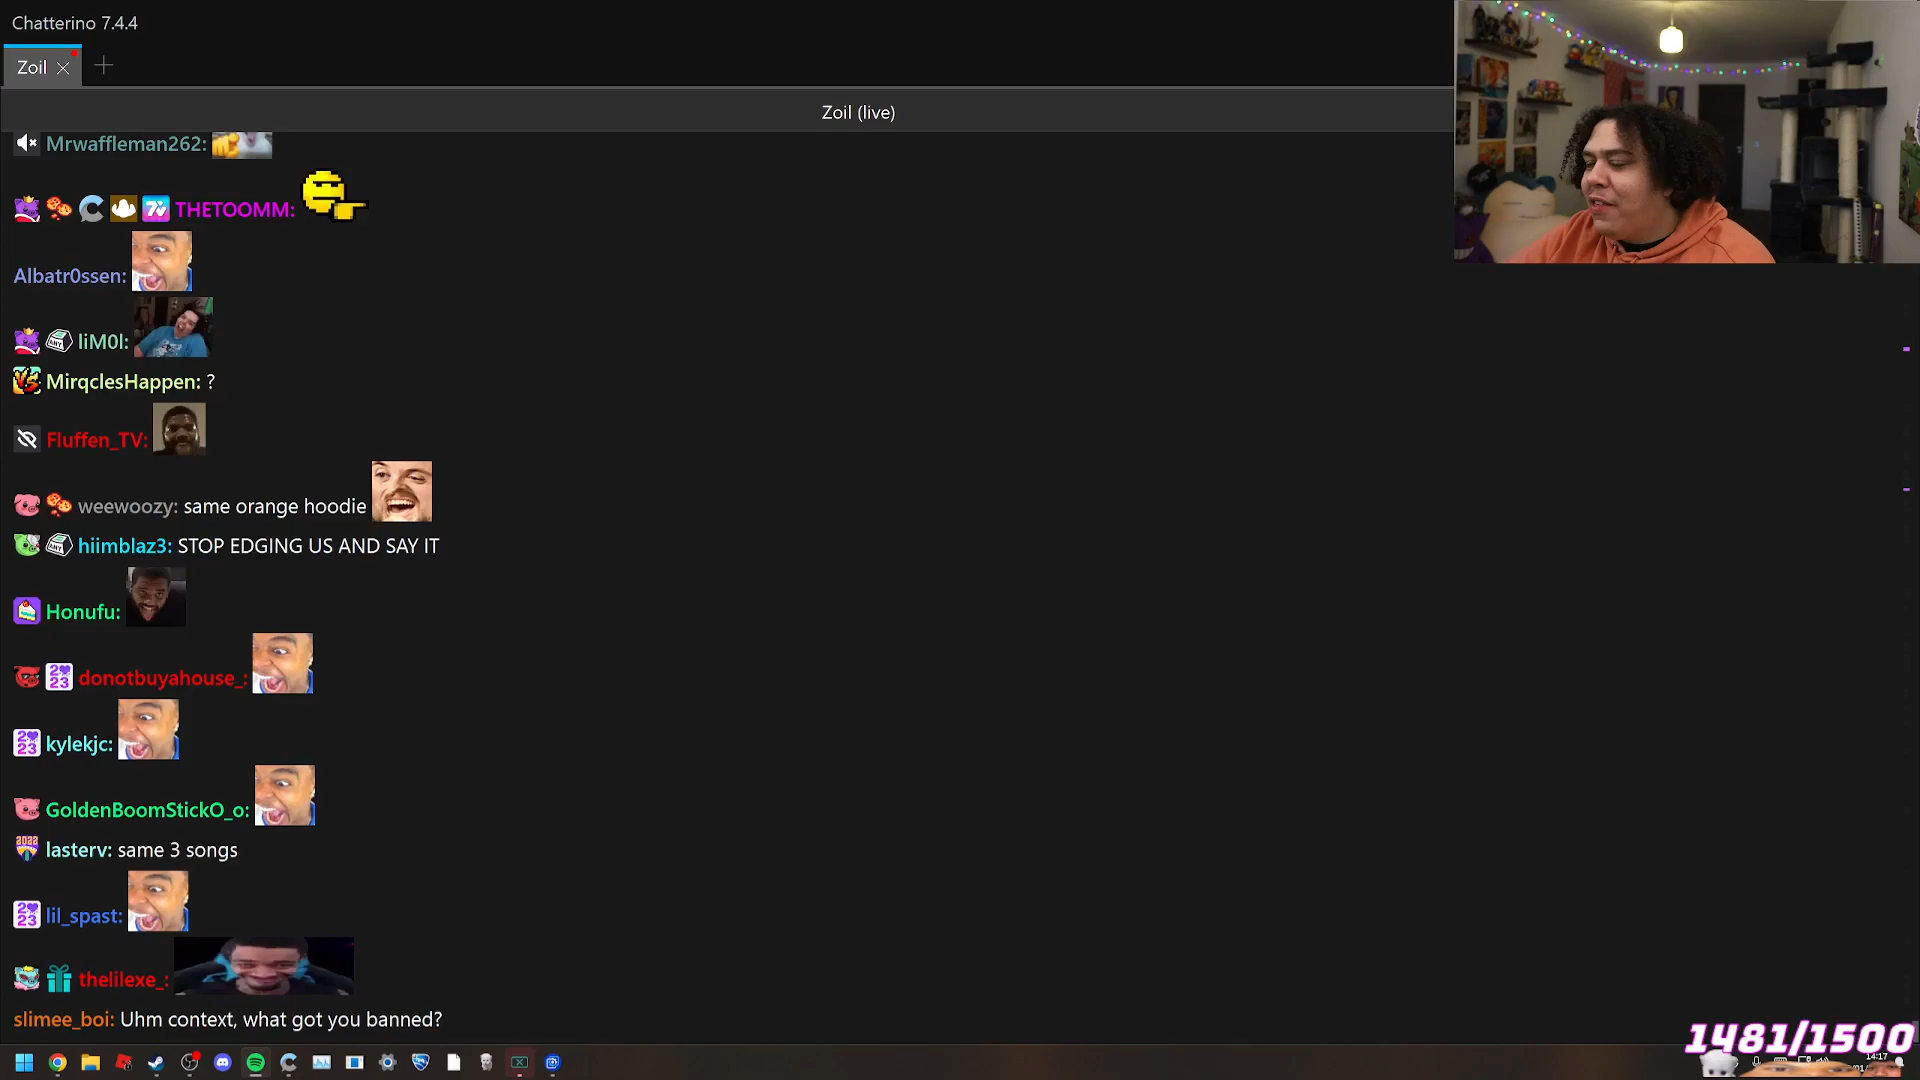 Chatterino 7.4.4
Zoil
Zoil (live)
Mrwaffleman262:
THETOOMM:
Albatr0ssen:
liM0l:
MirqclesHappen: ?
Fluffen_TV:
weewoozy: same orange hoodie
hiimblaz3: STOP EDGING US AND SAY IT
Honufu:
donotbuyahouse_:
kylekjc:
GoldenBoomStickO_o:
lasterv: same 3 songs
lil_spast:
thelilexe_:
slimee_boi: Uhm context, what got you banned?
1481/1500
14:17